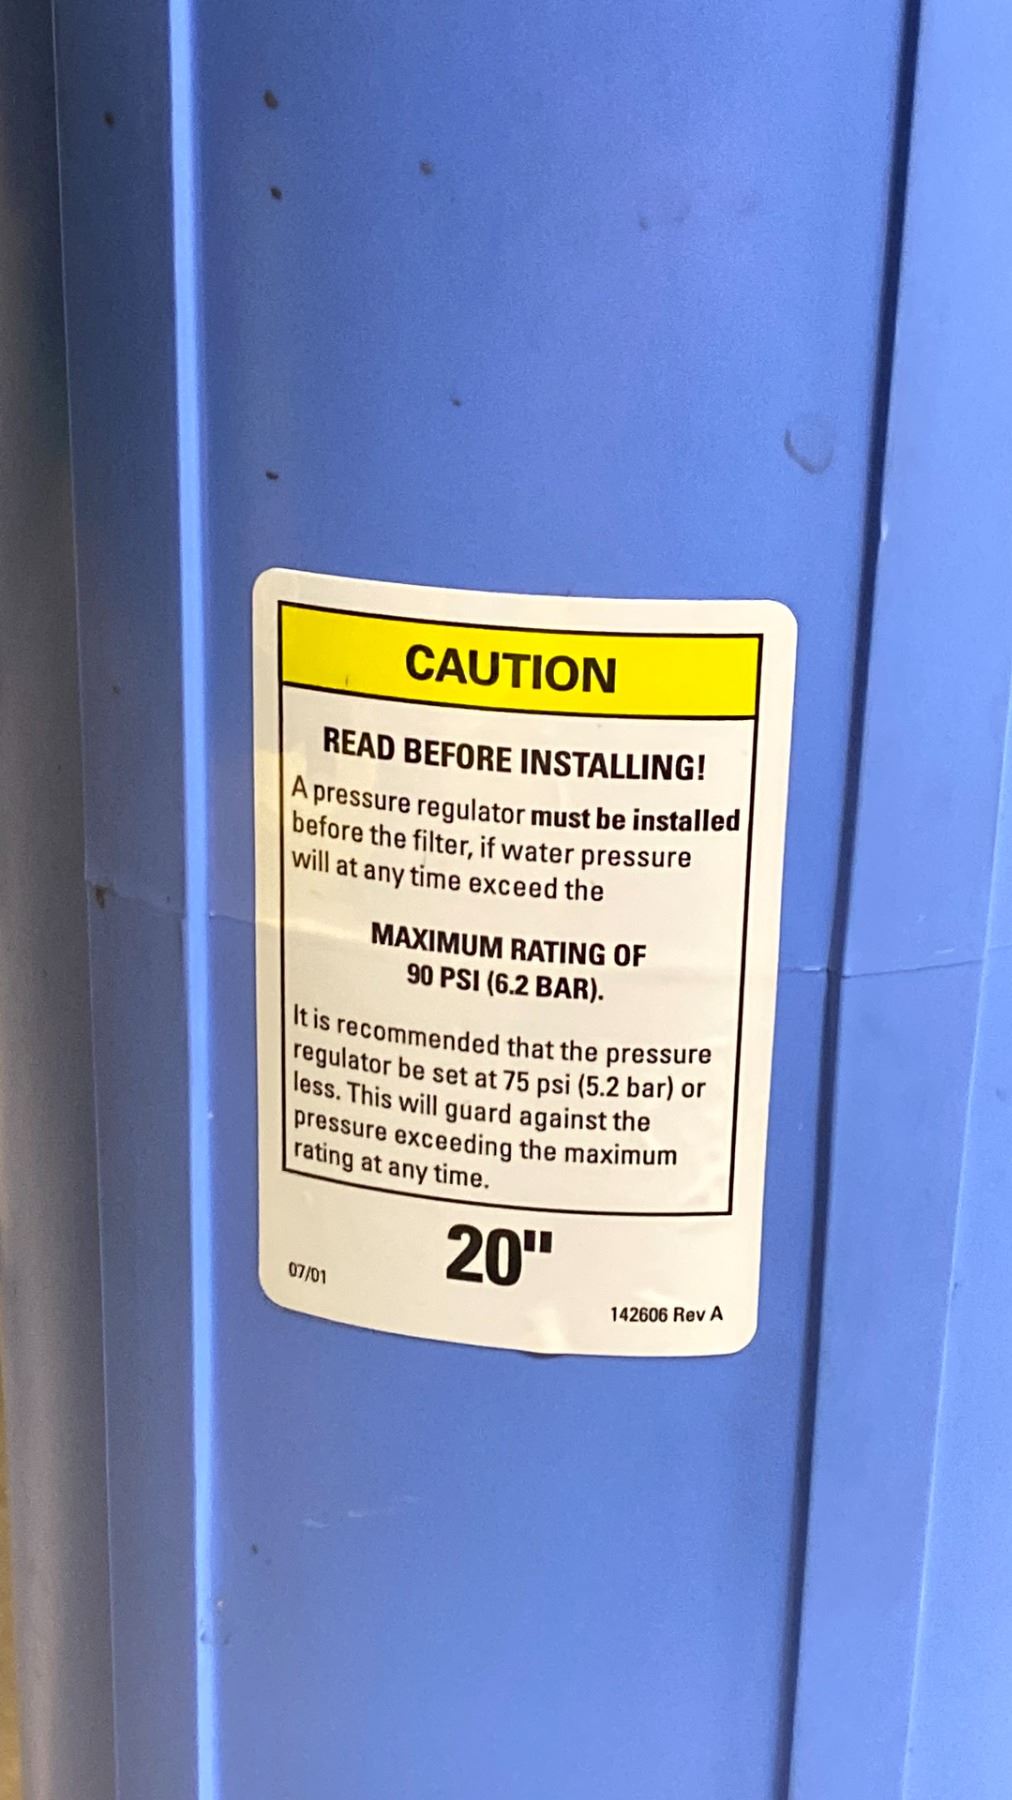 CAUTION
READ BEFORE INSTALLING!
A pressure regulator must be installed
before the filter, if water pressure
will at any time exceed the
MAXIMUM RATING OF
90 PSI (6.2 BAR).
It is recommended that the pressure
regulator be set at 75 psi (5.2 bar) or
less. This will guard against the
pressure exceeding the maximum
rating at any time.
20"
07/01
142606 Rev A